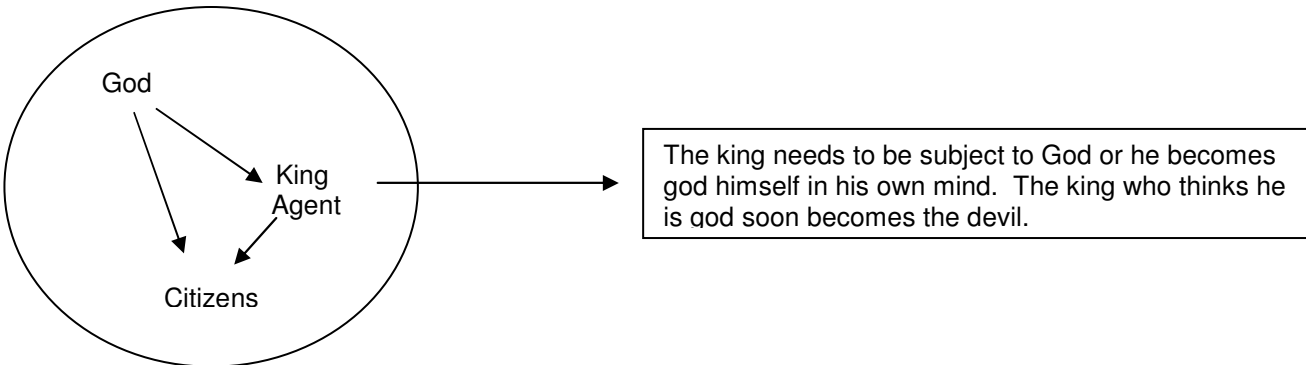 God
King
Agent
Citizens
The king needs to be subject to God or he becomes
god himself in his own mind.  The king who thinks he
is god soon becomes the devil.